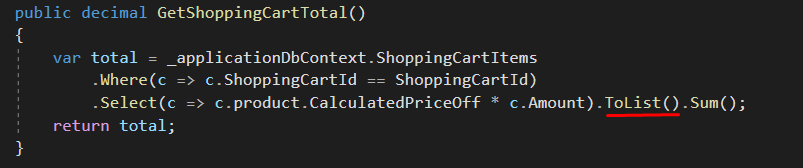 public decimal GetShoppingCartTotal()
{
var total = _applicationDbContext.ShoppingCartItems
.Where(c => c.ShoppingCartId == ShoppingCartId)
.Select(c => c.product.CalculatedPriceOff * c.Amount).ToList().Sum();
return total;
}